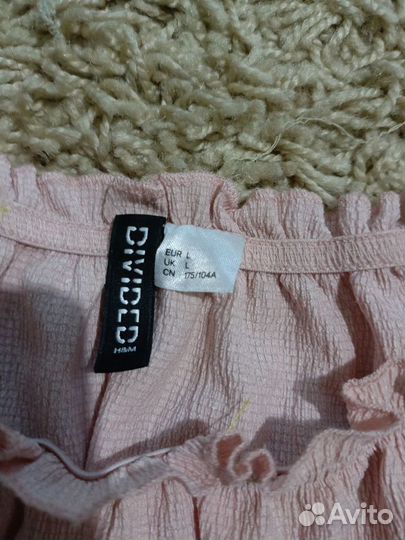 DIVIDED
H&M
EUR L
UK L
CN 175/104A
Avito